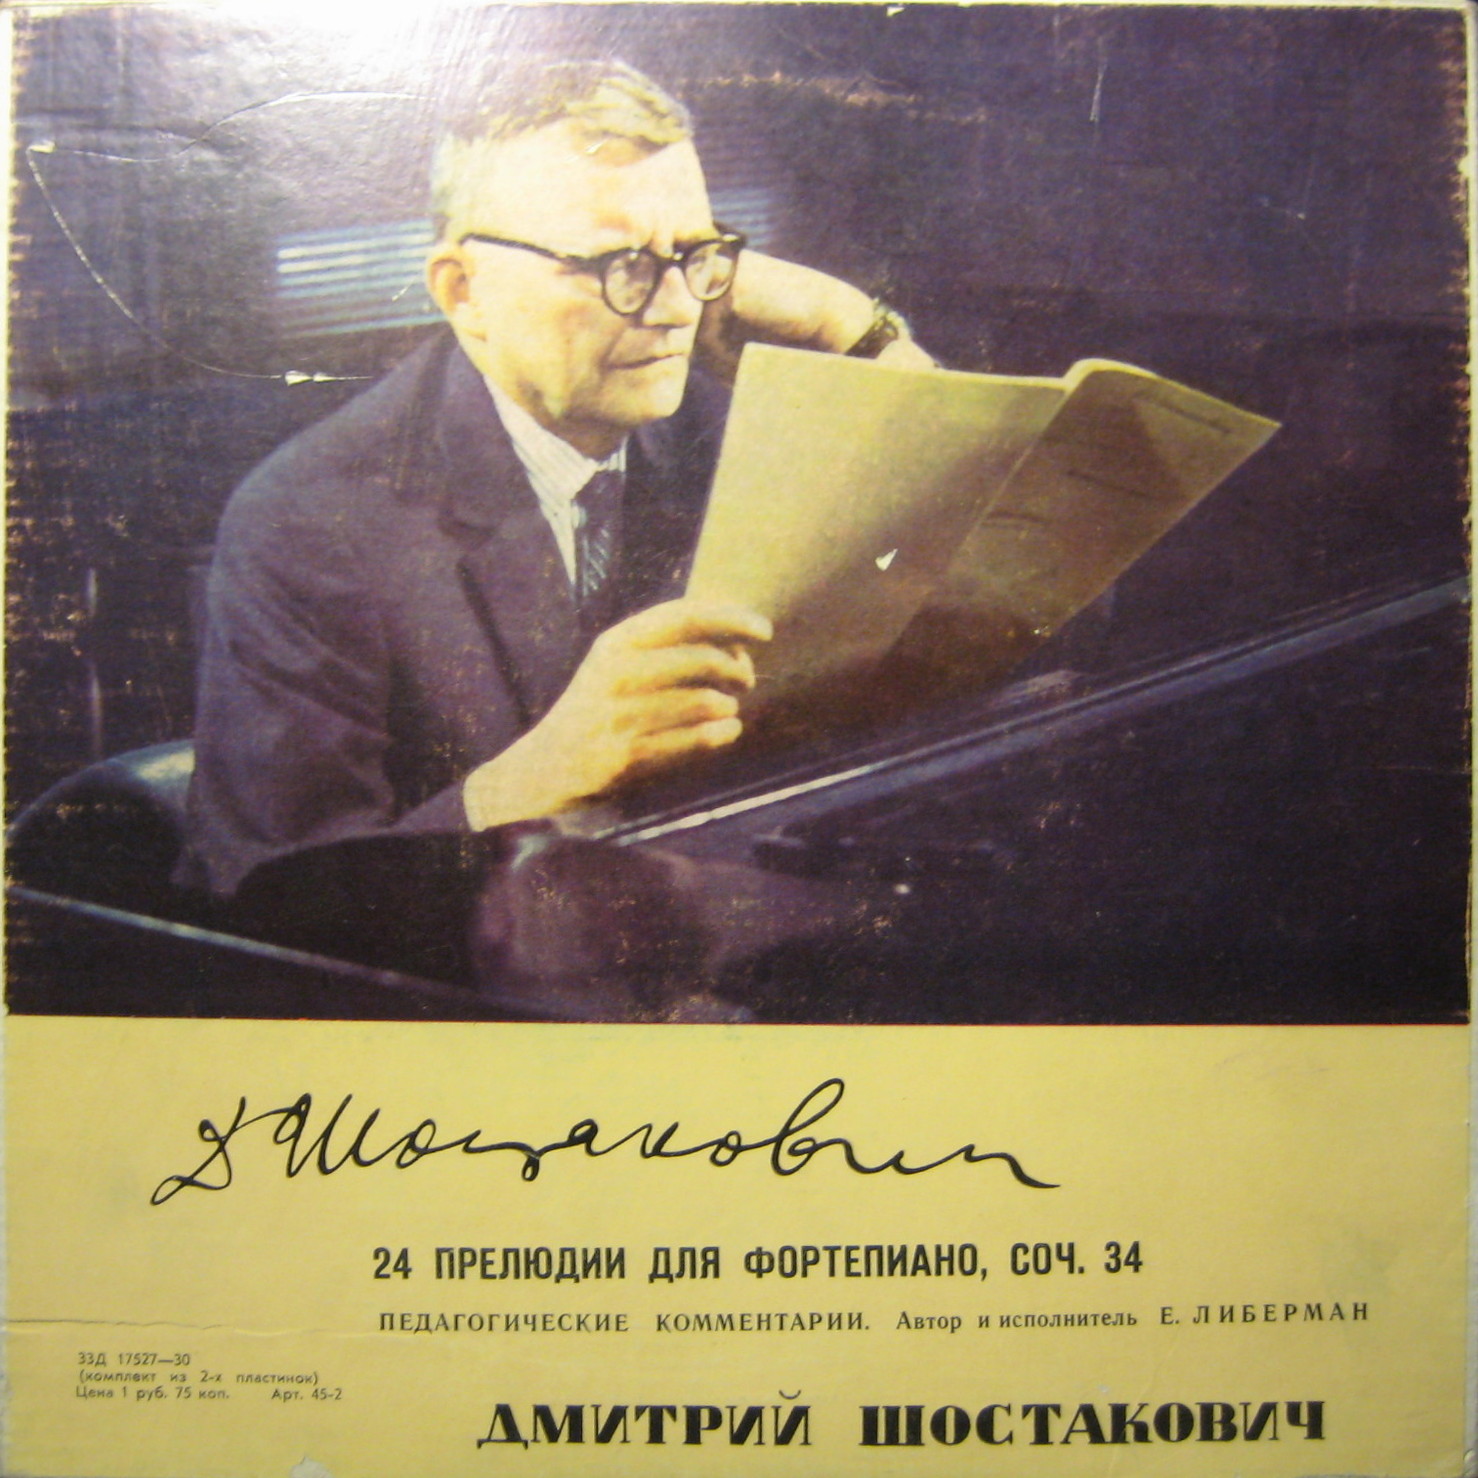 Д Шостакович
24 ПРЕЛЮДИИ ДЛЯ ФОРТЕПИАНО, СОЧ. 34
ПЕДАГОГИЧЕСКИЕ КОММЕНТАРИИ. Автор и исполнитель Е. ЛИБЕРМАН
33Д 17527—30
(комплект из 2-х пластинок)
Цена 1 руб. 75 коп. Арт. 45-2
ДМИТРИЙ ШОСТАКОВИЧ